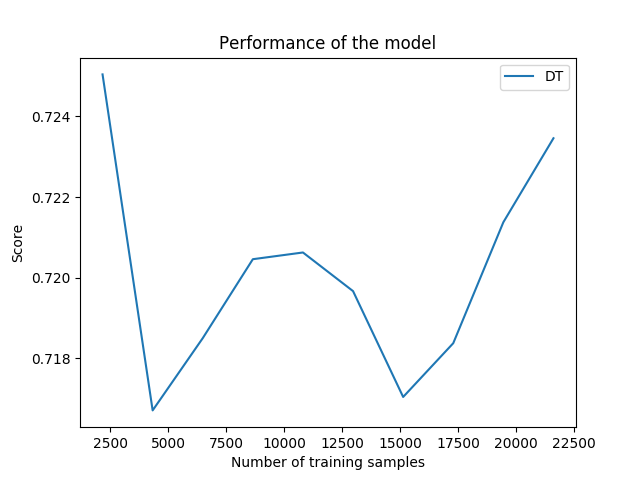 Performance of the model
DT
0.724
0.722
0.720
0.718
Score
2500 5000 7500 10000 12500 15000 17500 20000 22500
Number of training samples